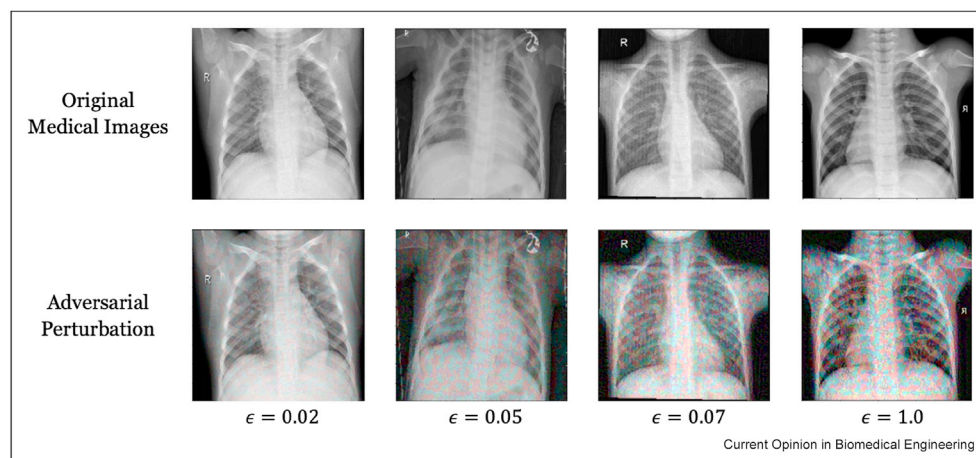 Original
Medical Images
R
R
R
Adversarial
Perturbation
R
R
R
ϵ = 0.02
ϵ = 0.05
ϵ = 0.07
ϵ = 1.0
Current Opinion in Biomedical Engineering